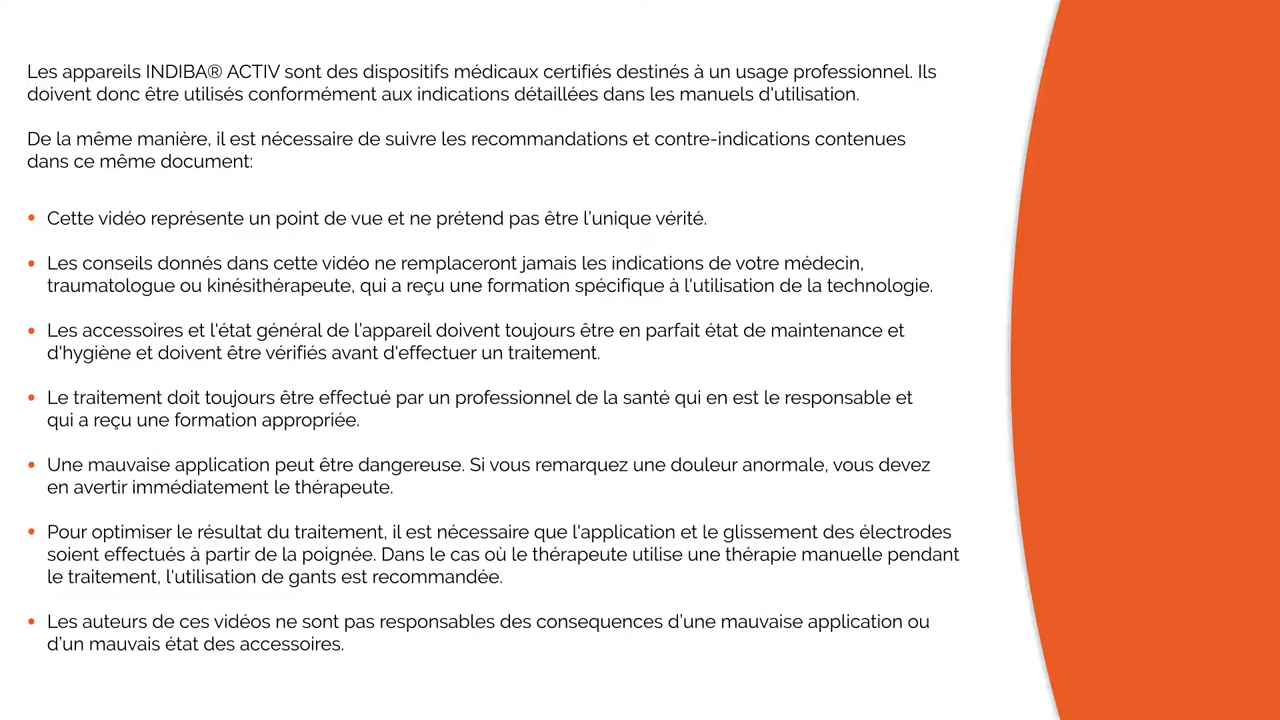 Les appareils INDIBA® ACTIV sont des dispositifs médicaux certifiés destinés à un usage professionnel. Ils
doivent donc être utilisés conformément aux indications détaillées dans les manuels d'utilisation.
De la même manière, il est nécessaire de suivre les recommandations et contre-indications contenues
dans ce même document:
• Cette vidéo représente un point de vue et ne prétend pas être l'unique vérité.
• Les conseils donnés dans cette vidéo ne remplaceront jamais les indications de votre médecin,
traumatologue ou kinésithérapeute, qui a reçu une formation spécifique à l'utilisation de la technologie.
• Les accessoires et l'état général de l'appareil doivent toujours être en parfait état de maintenance et
d'hygiène et doivent être vérifiés avant d'effectuer un traitement.
• Le traitement doit toujours être effectué par un professionnel de la santé qui en est le responsable et
qui a reçu une formation appropriée.
• Une mauvaise application peut être dangereuse. Si vous remarquez une douleur anormale, vous devez
en avertir immédiatement le thérapeute.
• Pour optimiser le résultat du traitement, il est nécessaire que l'application et le glissement des électrodes
soient effectués à partir de la poignée. Dans le cas où le thérapeute utilise une thérapie manuelle pendant
le traitement, l'utilisation de gants est recommandée.
• Les auteurs de ces vidéos ne sont pas responsables des consequences d'une mauvaise application ou
d'un mauvais état des accessoires.